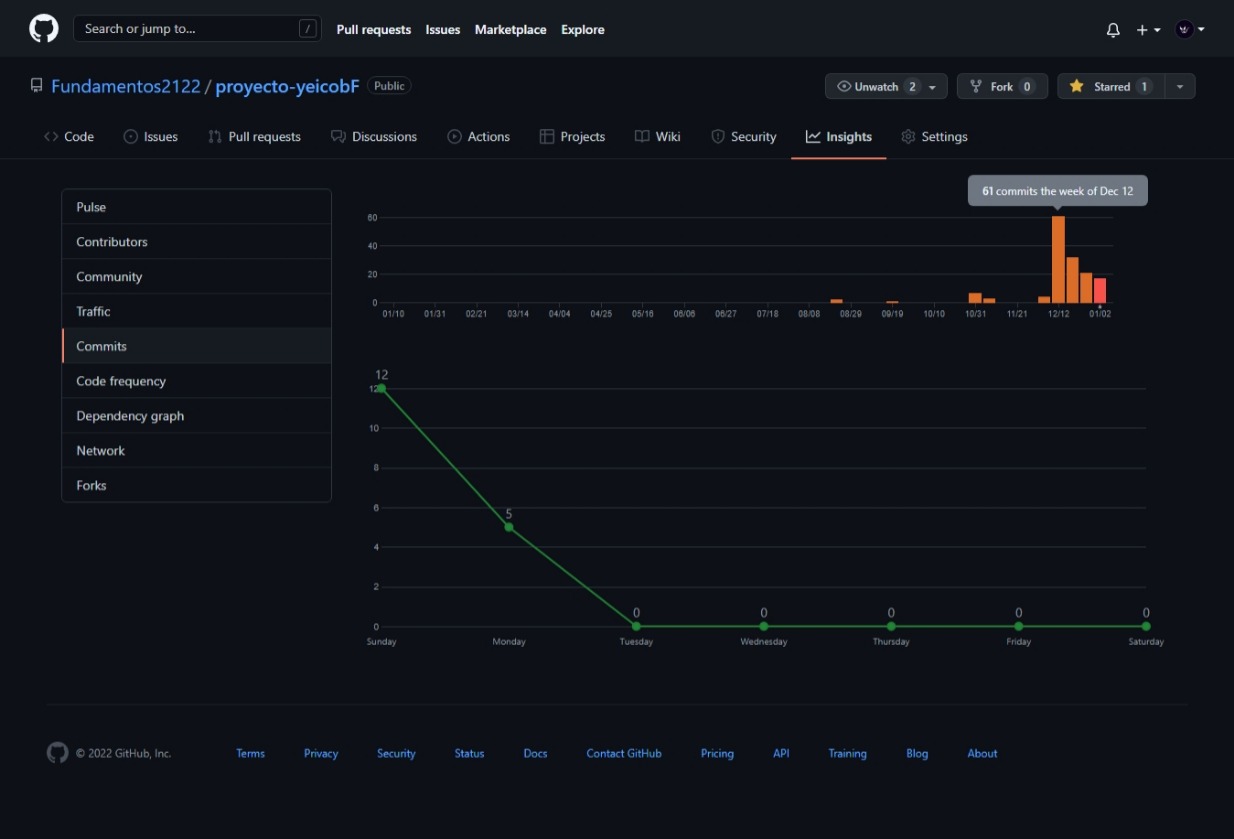 Search or jump to... / Pull requests Issues Marketplace Explore
Fundamentos2122 / proyecto-yeicobF Public Unwatch 2 Fork 0 Starred 1
Code Issues Pull requests Discussions Actions Projects Wiki Security Insights Settings
Pulse
Contributors
Community
Traffic
Commits
Code frequency
Dependency graph
Network
Forks
61 commits the week of Dec 12
60
40
20
0
01/10 01/31 02/21 03/14 04/04 04/25 05/16 06/06 06/27 07/18 08/08 08/29 09/19 10/10 10/31 11/21 12/12 01/02
12
12
10
8
6
5
4
2
0 0 0 0 0
0
Sunday Monday Tuesday Wednesday Thursday Friday Saturday
© 2022 GitHub, Inc. Terms Privacy Security Status Docs Contact GitHub Pricing API Training Blog About